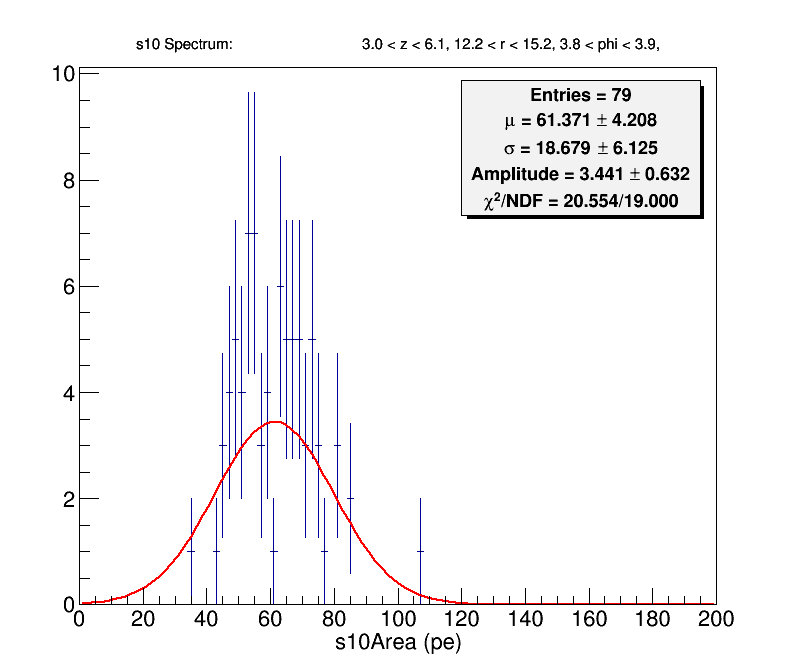 s10 Spectrum: 3.0 < z < 6.1, 12.2 < r < 15.2, 3.8 < phi < 3.9,
Entries = 79
μ = 61.371 ± 4.208
σ = 18.679 ± 6.125
Amplitude = 3.441 ± 0.632
χ²/NDF = 20.554/19.000
10
8
6
4
2
0
0 20 40 60 80 100 120 140 160 180 200
s10Area (pe)